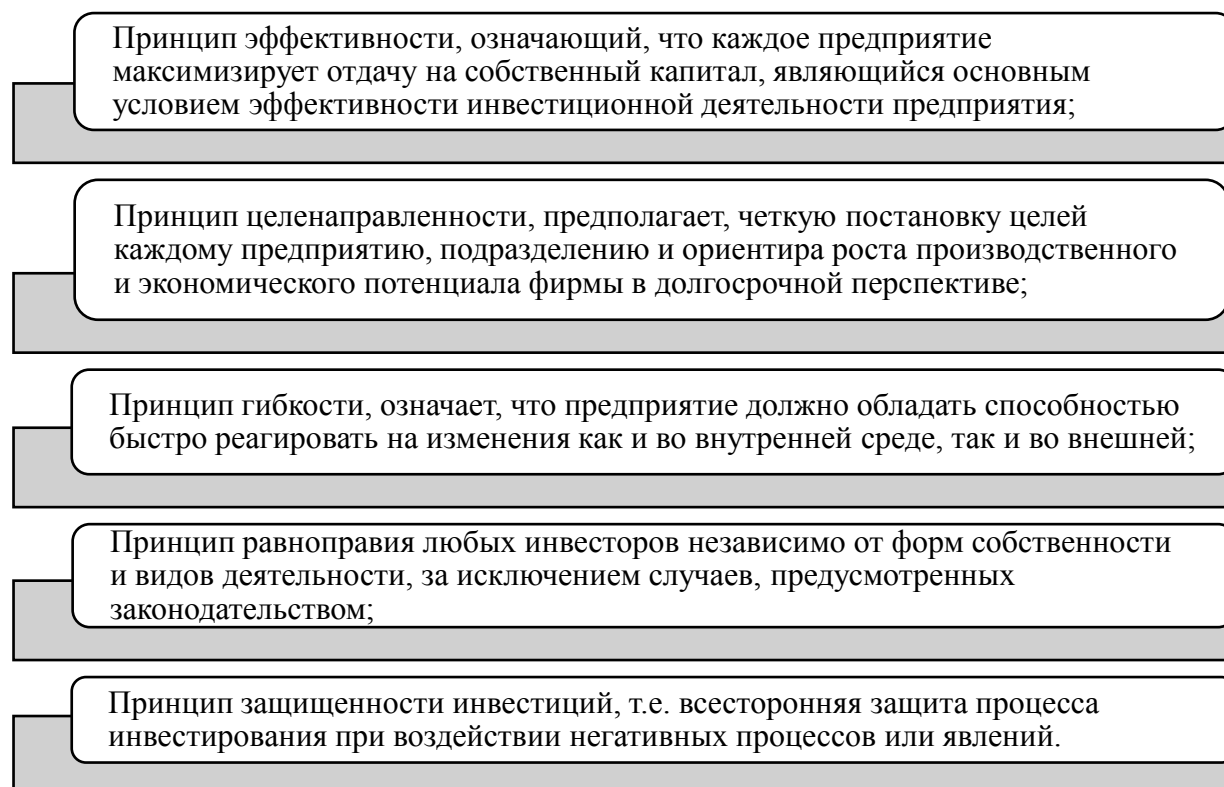 Принцип эффективности, означающий, что каждое предприятие
максимизирует отдачу на собственный капитал, являющийся основным
условием эффективности инвестиционной деятельности предприятия;
Принцип целенаправленности, предполагает, четкую постановку целей
каждому предприятию, подразделению и ориентира роста производственного
и экономического потенциала фирмы в долгосрочной перспективе;
Принцип гибкости, означает, что предприятие должно обладать способностью
быстро реагировать на изменения как и во внутренней среде, так и во внешней;
Принцип равноправия любых инвесторов независимо от форм собственности
и видов деятельности, за исключением случаев, предусмотренных
законодательством;
Принцип защищенности инвестиций, т.е. всесторонняя защита процесса
инвестирования при воздействии негативных процессов или явлений.